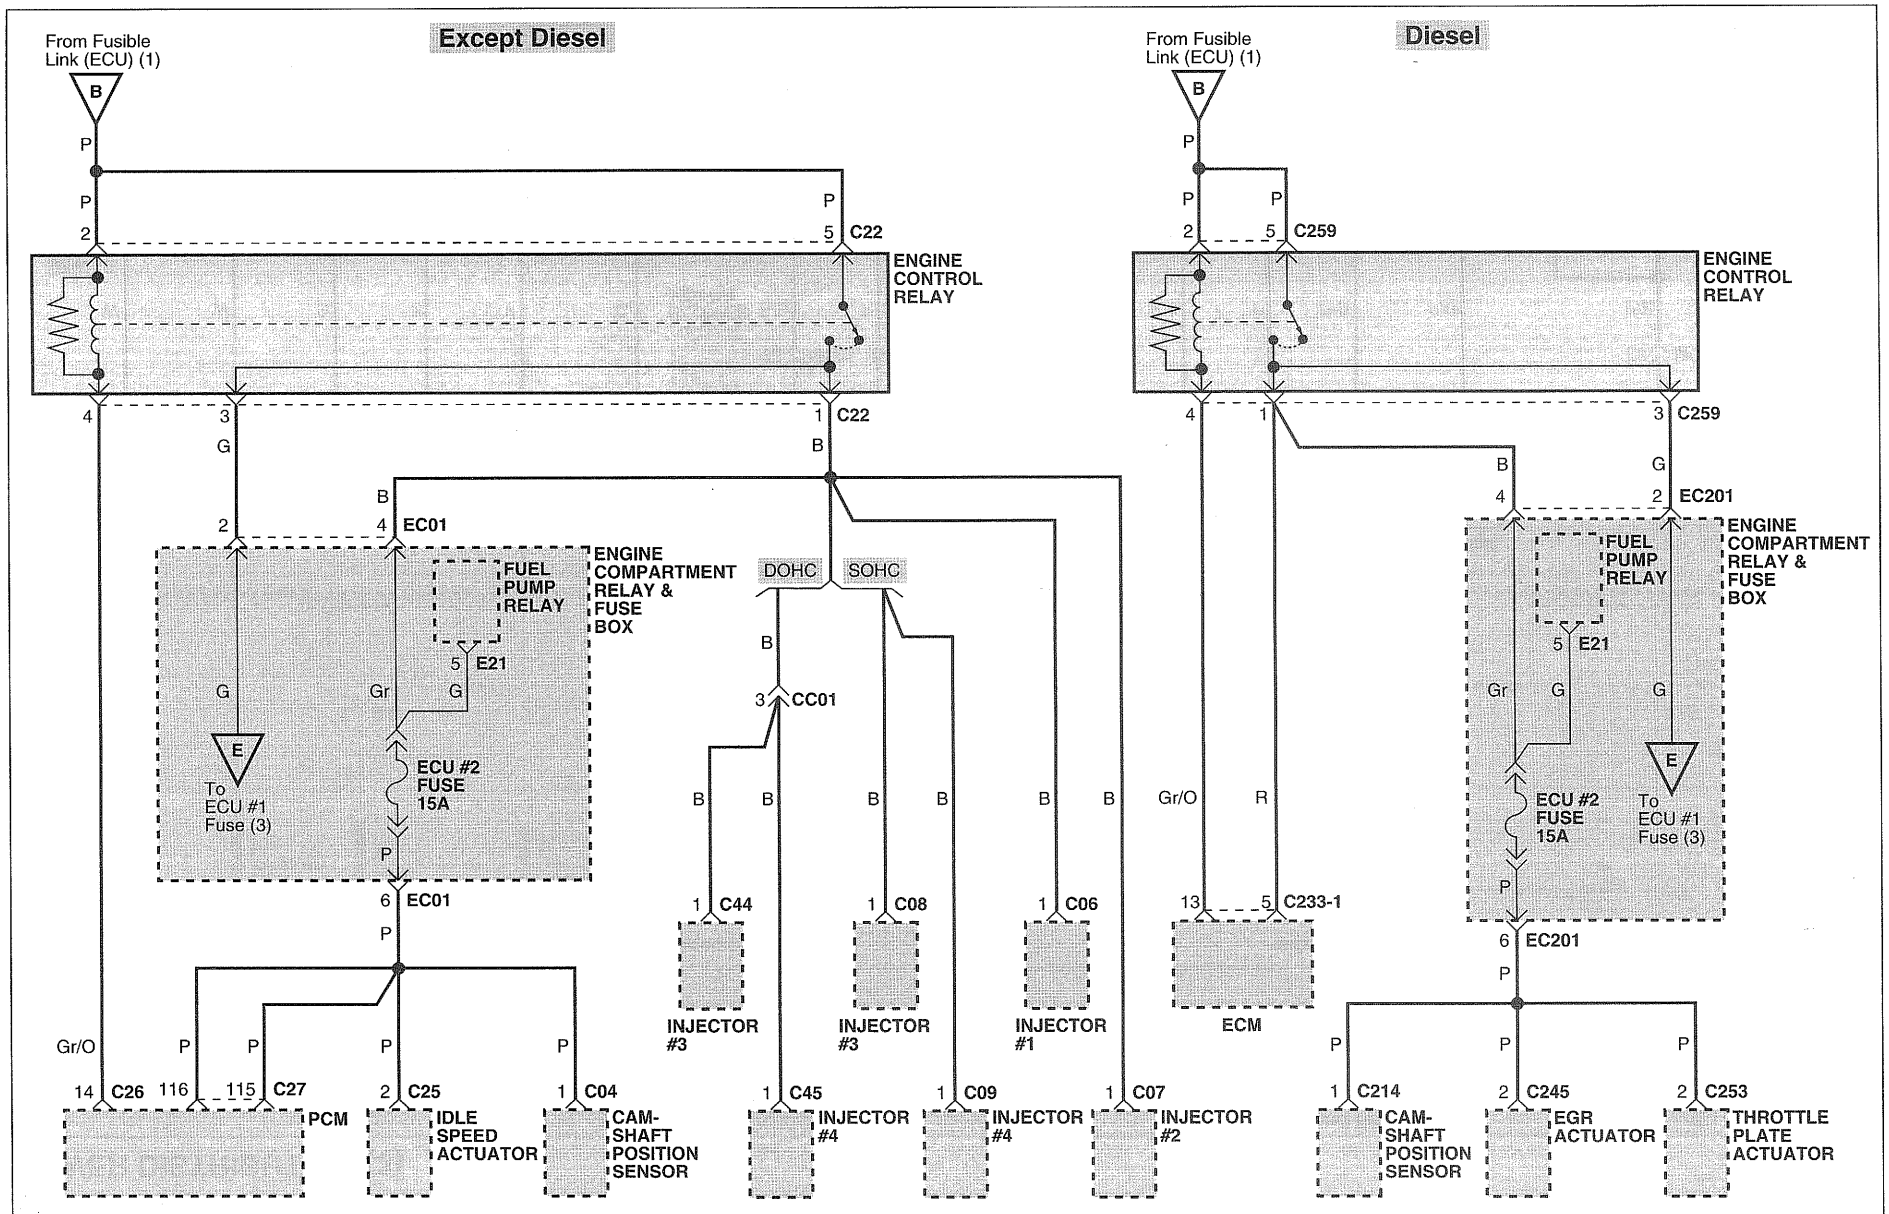 Except Diesel
From Fusible
Link (ECU) (1)
B
P
P
2
P
5 C22
ENGINE
CONTROL
RELAY
4
3
1 C22
G
B
B
2
4 EC01
ENGINE
COMPARTMENT
RELAY &
FUSE
BOX
FUEL
PUMP
RELAY
5 E21
G
Gr
G
E
To
ECU #1
Fuse (3)
ECU #2
FUSE
15A
P
6 EC01
P
Gr/O
P
P
P
P
14 C26
116
115 C27
PCM
2 C25
IDLE
SPEED
ACTUATOR
1 C04
CAM-
SHAFT
POSITION
SENSOR
DOHC
SOHC
B
3 CC01
B
B
B
B
B
B
1 C44
INJECTOR
#3
1 C08
INJECTOR
#3
1 C06
INJECTOR
#1
1 C45
INJECTOR
#4
1 C09
INJECTOR
#4
1 C07
INJECTOR
#2
Diesel
From Fusible
Link (ECU) (1)
B
P
P
P
2
5 C259
ENGINE
CONTROL
RELAY
4
1
3 C259
B
G
4
2 EC201
ENGINE
COMPARTMENT
RELAY &
FUSE
BOX
FUEL
PUMP
RELAY
5 E21
Gr
G
G
E
To
ECU #1
Fuse (3)
ECU #2
FUSE
15A
P
6 EC201
Gr/O
R
13
5 C233-1
ECM
P
P
P
P
1 C214
CAM-
SHAFT
POSITION
SENSOR
2 C245
EGR
ACTUATOR
2 C253
THROTTLE
PLATE
ACTUATOR